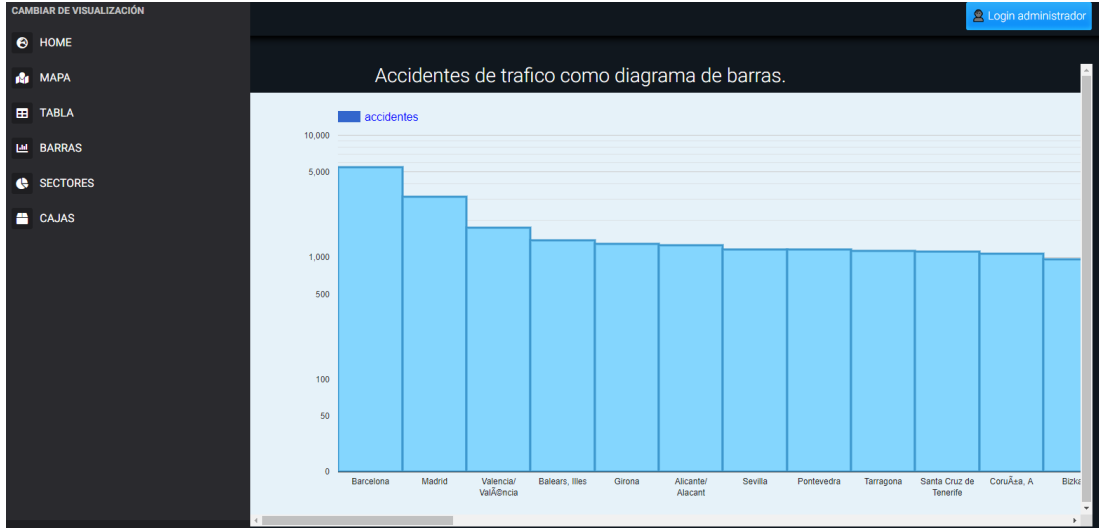 CAMBIAR DE VISUALIZACIÓN
HOME
MAPA
TABLA
BARRAS
SECTORES
CAJAS
Login administrador
Accidentes de trafico como diagrama de barras.
accidentes
10,000
5,000
1,000
500
100
50
0
Barcelona
Madrid
Valencia/
ValÃ©ncia
Balears, Illes
Girona
Alicante/
Alacant
Sevilla
Pontevedra
Tarragona
Santa Cruz de
Tenerife
CoruÃ±a, A
Bizka